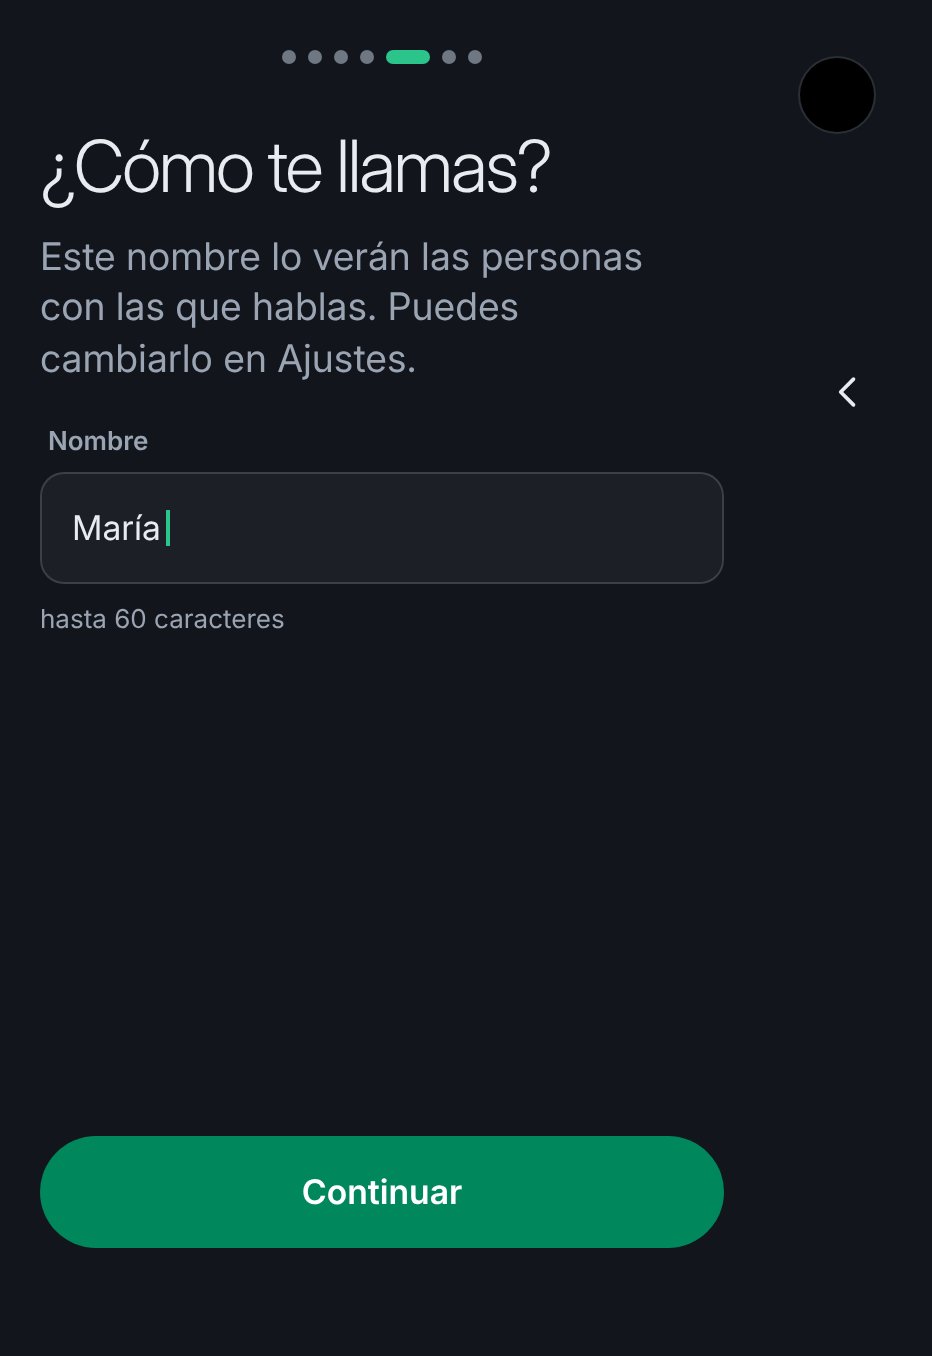 ¿Cómo te llamas?
Este nombre lo verán las personas
con las que hablas. Puedes
cambiarlo en Ajustes.
Nombre
María
hasta 60 caracteres
Continuar